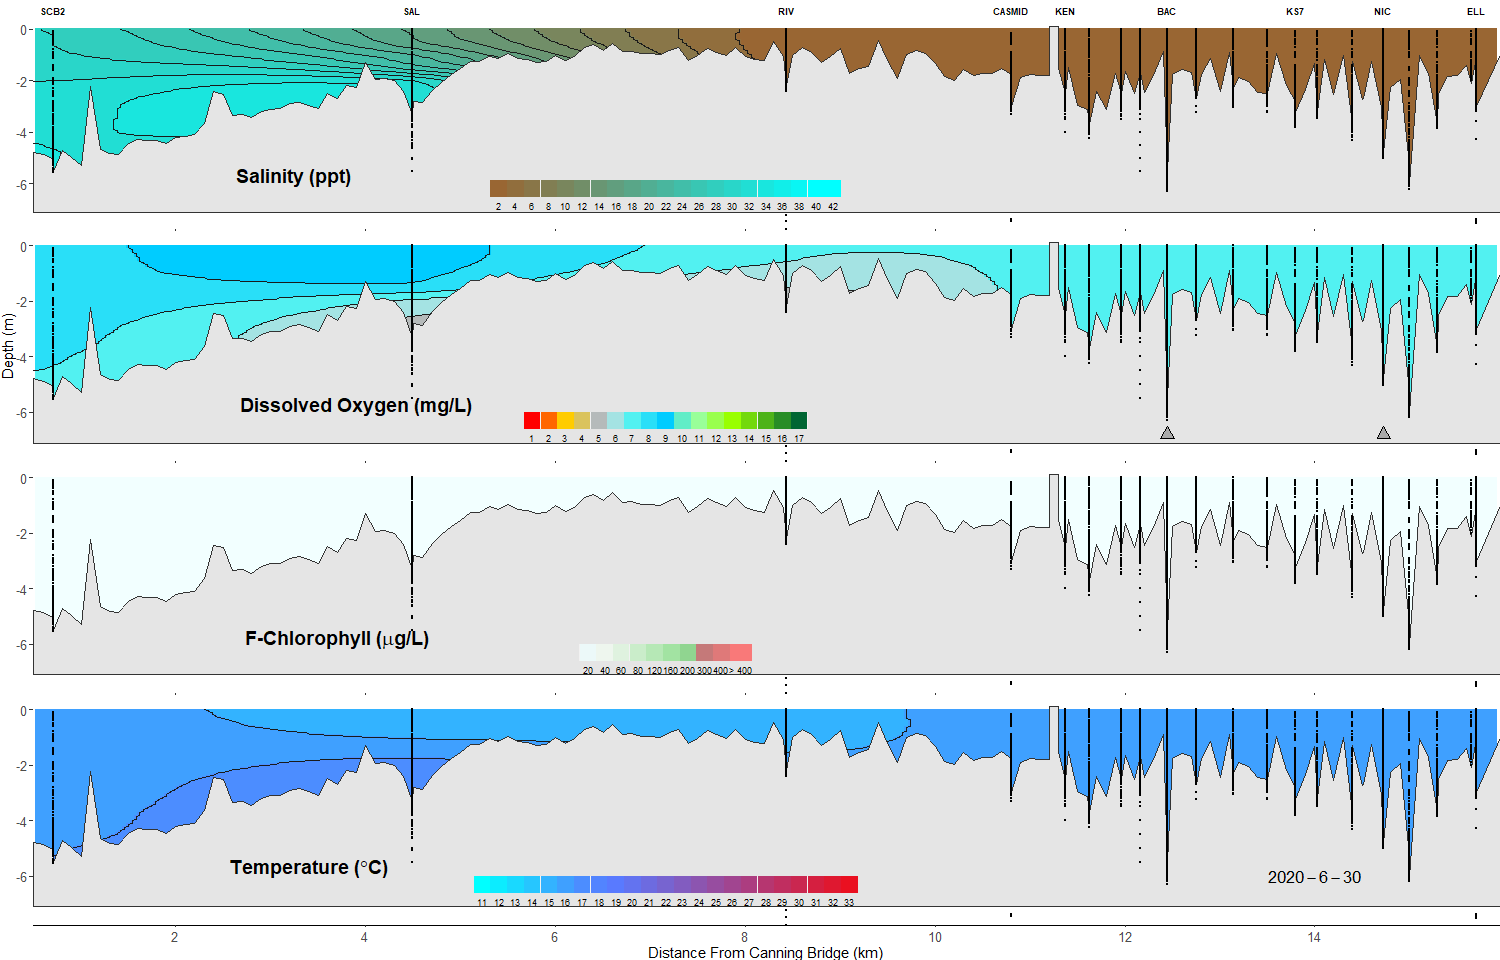 SCB2 SAL RIV CASMID KEN BAC KS7 NIC ELL
0
-2
-4
-6
Salinity (ppt)
2 4 6 8 10 12 14 16 18 20 22 24 26 28 30 32 34 36 38 40 42
0
-2
-4
-6
Depth (m)
Dissolved Oxygen (mg/L)
1 2 3 4 5 6 7 8 9 10 11 12 13 14 15 16 17
0
-2
-4
-6
F-Chlorophyll (µg/L)
20 40 60 80 120 160 200 300 400 > 400
0
-2
-4
-6
Temperature (°C)
2020 – 6 – 30
11 12 13 14 15 16 17 18 19 20 21 22 23 24 25 26 27 28 29 30 31 32 33
2 4 6 8 10 12 14
Distance From Canning Bridge (km)